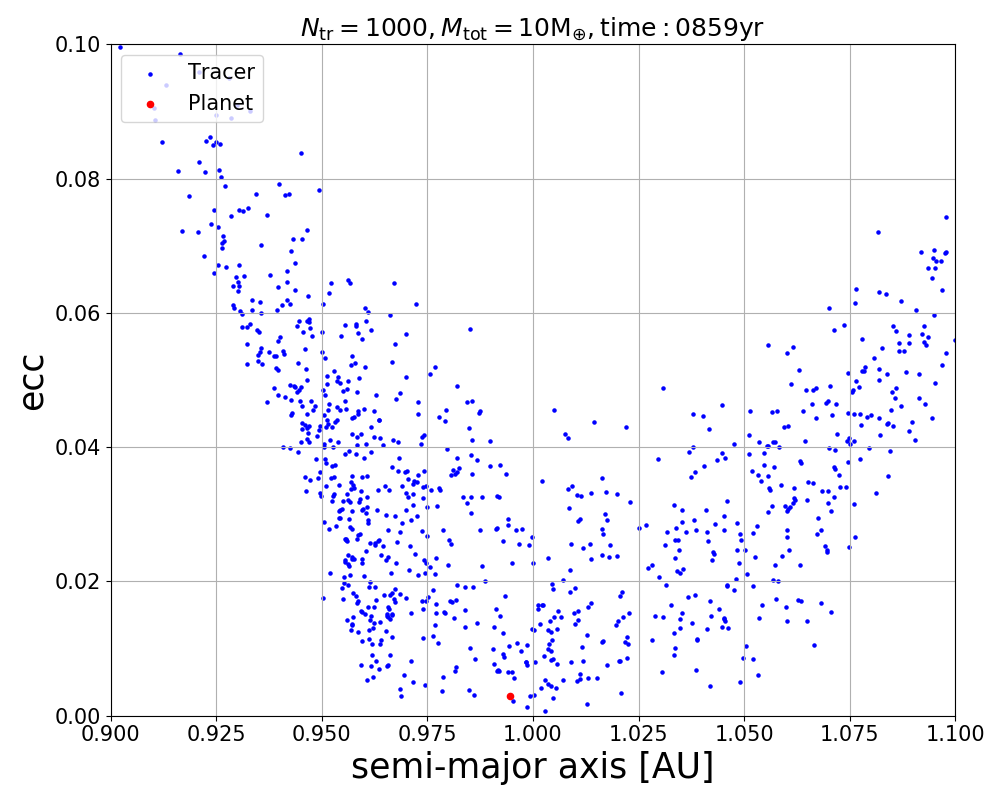 N_tr = 1000, M_tot = 10M_⊕, time : 0859yr
0.10
0.08
0.06
0.04
0.02
0.00
ecc
Tracer
Planet
0.900 0.925 0.950 0.975 1.000 1.025 1.050 1.075 1.100
semi-major axis [AU]